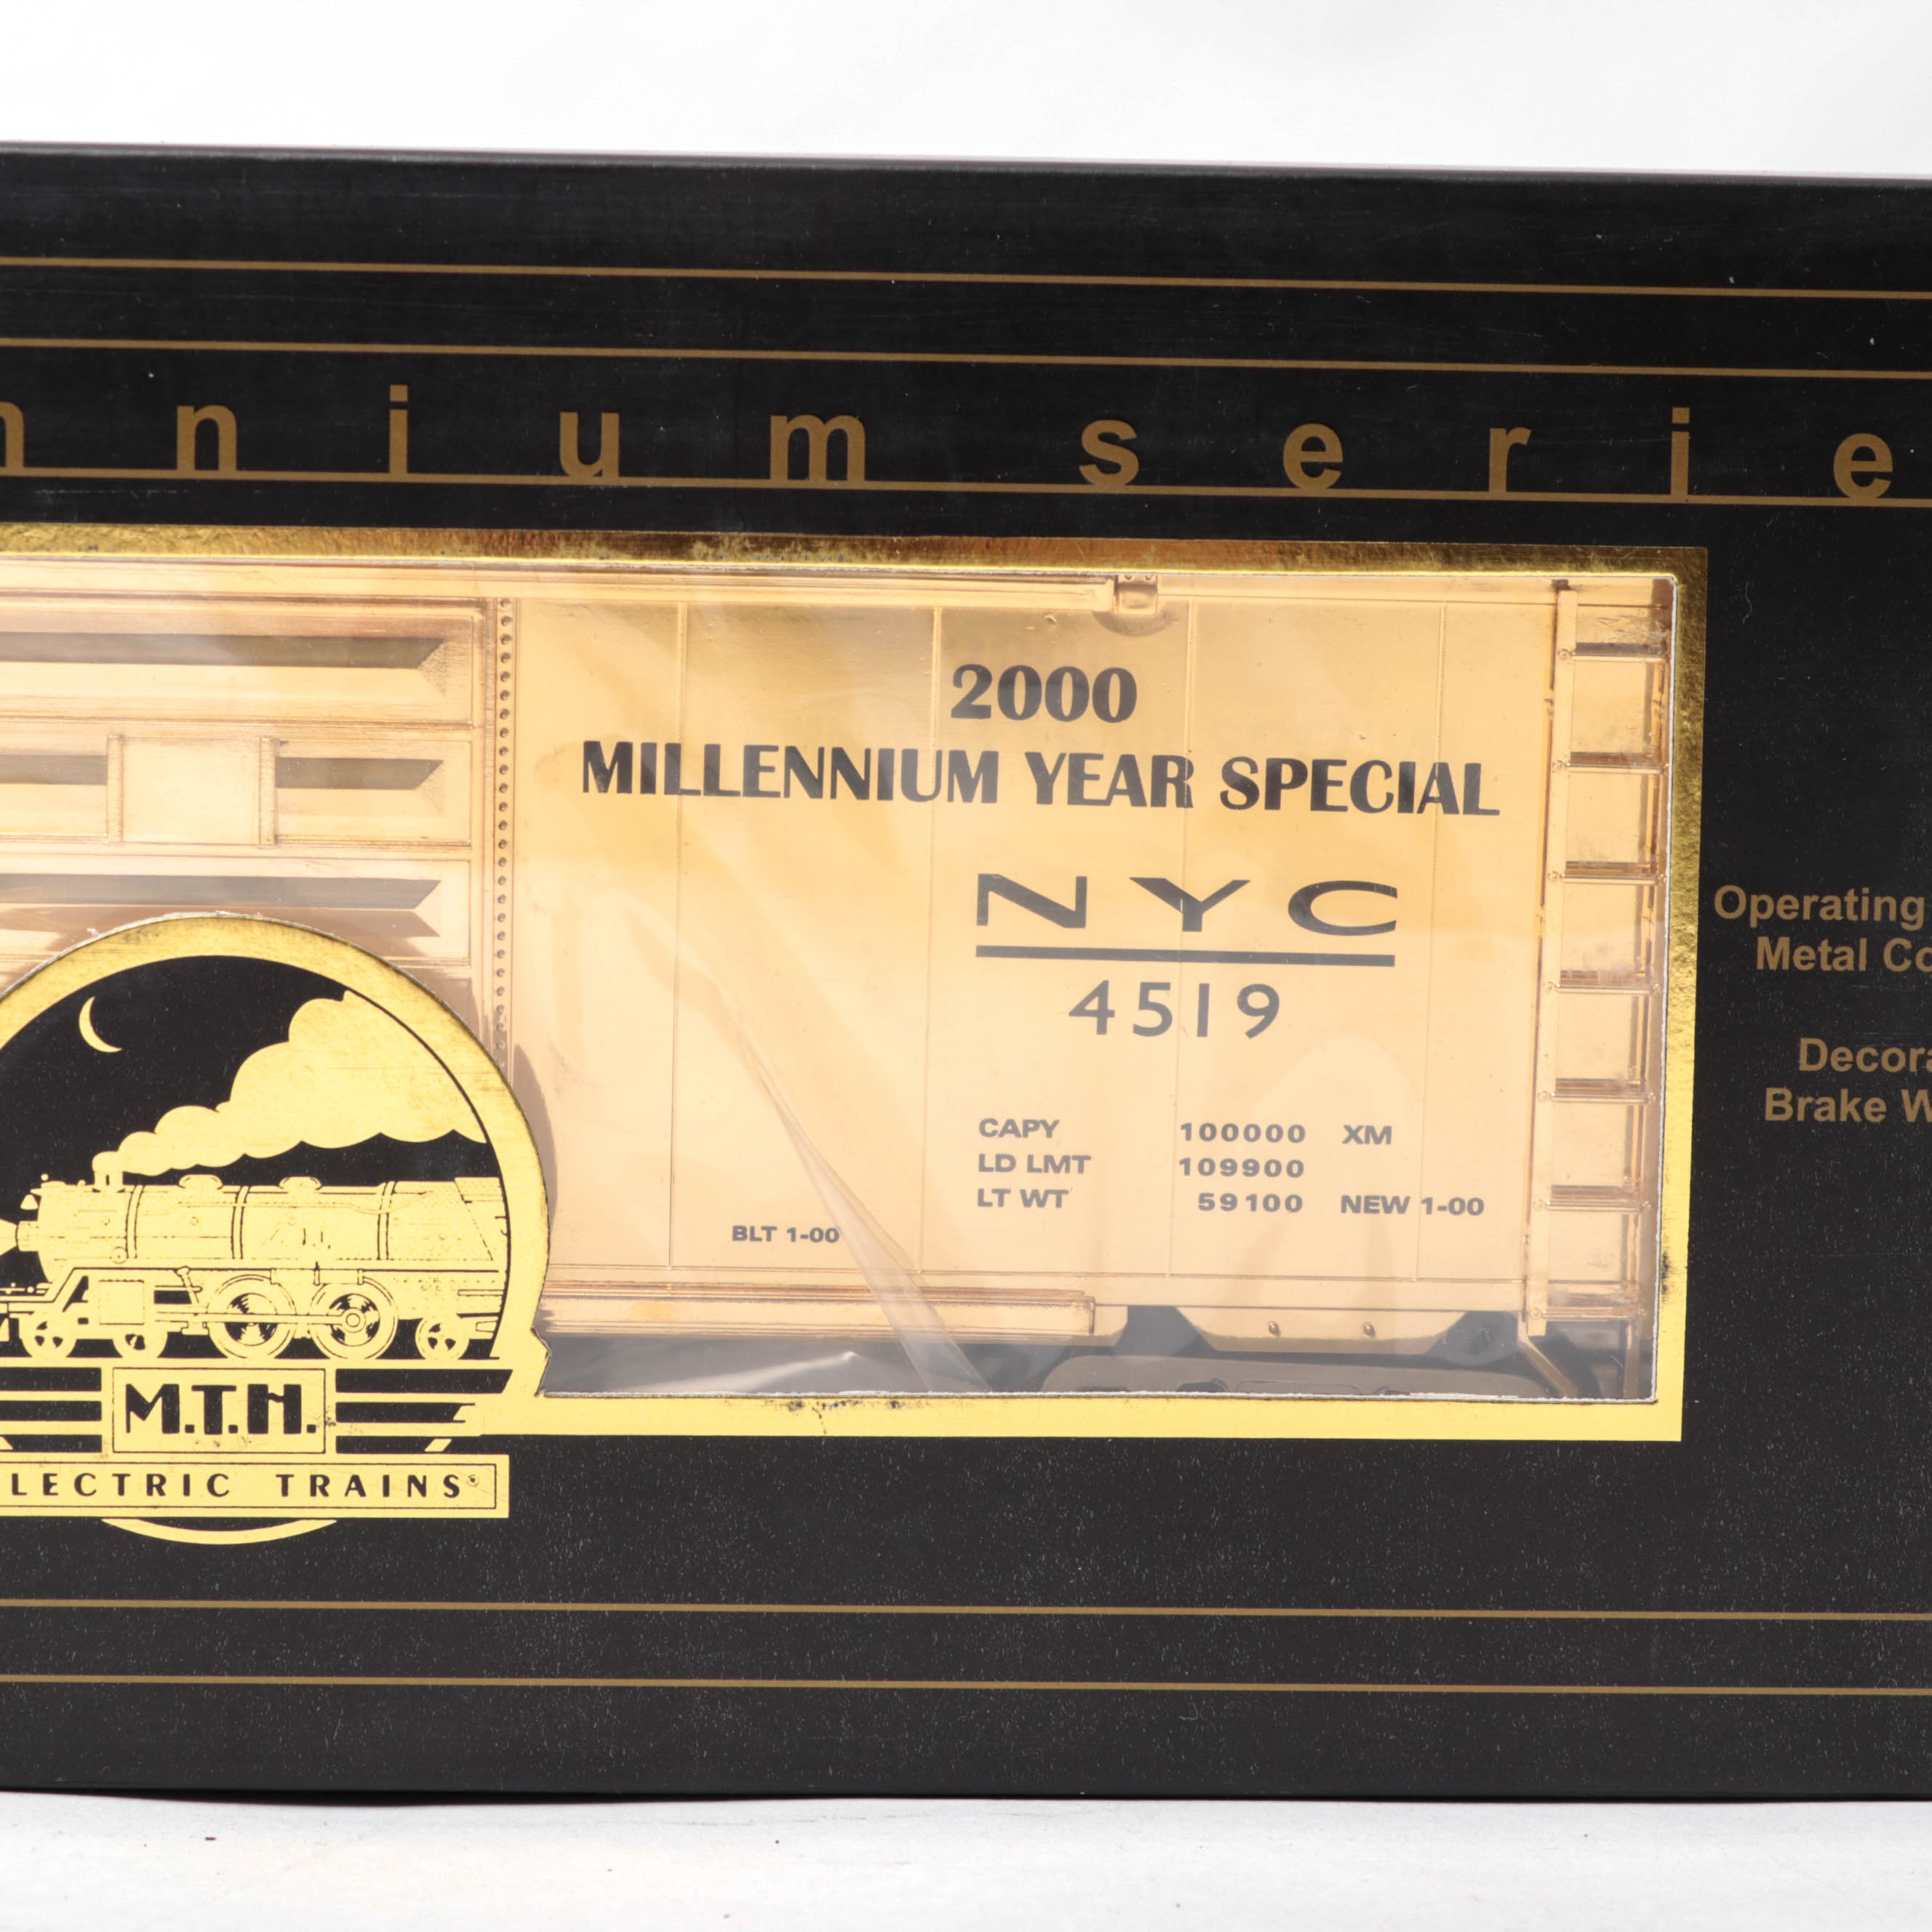 nnium serie
2000
MILLENNIUM YEAR SPECIAL
NYC
4519
CAPY 100000 XM
LD LMT 109900
LT WT 59100 NEW 1-00
BLT 1-00
Operating
Metal Co
Decora
Brake W
M.T.H.
LECTRIC TRAINS®